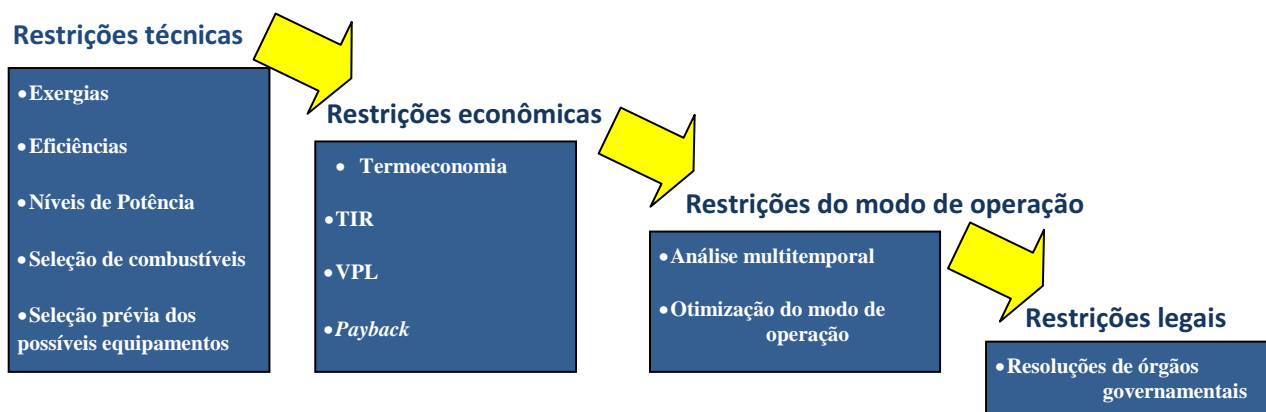 Restrições técnicas
•Exergias
•Eficiências
•Níveis de Potência
•Seleção de combustíveis
•Seleção prévia dos
possíveis equipamentos
Restrições econômicas
• Termoeconomia
•TIR
•VPL
•Payback
Restrições do modo de operação
•Análise multitemporal
•Otimização do modo de
operação
Restrições legais
•Resoluções de órgãos
governamentais